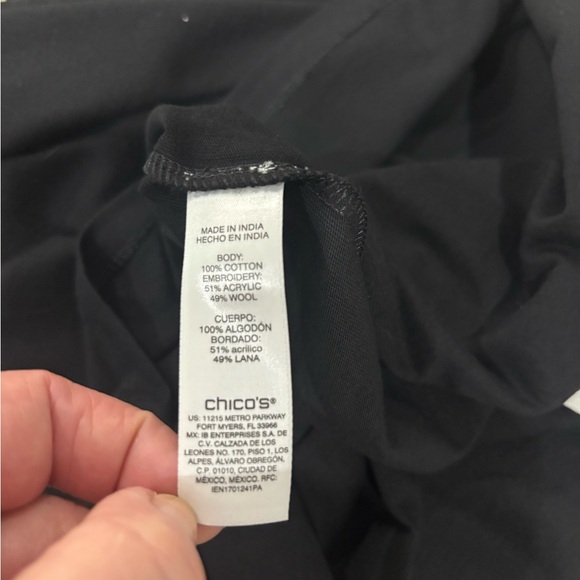 MADE IN INDIA
HECHO EN INDIA
BODY:
100% COTTON
EMBROIDERY:
51% ACRYLIC
49% WOOL
CUERPO:
100% ALGODÓN
BORDADO:
51% acrílico
49% LANA
chico's®
US: 11215 METRO PARKWAY
FORT MYERS, FL 33966
MX: IB ENTERPRISES S.A. DE
C.V. CALZADA DE LOS
LEONES NO. 170, PISO 1, LOS
ALPES, ÁLVARO OBREGÓN,
C.P. 01010, CIUDAD DE
MÉXICO, MÉXICO. RFC:
IEN1701241PA